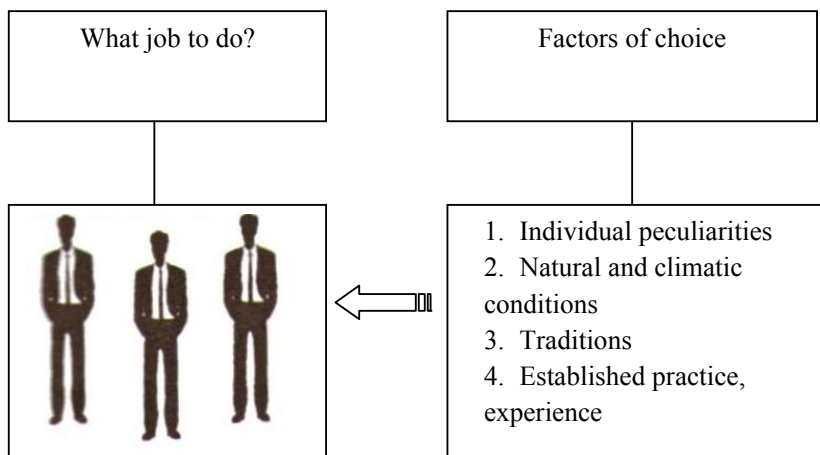 What job to do?
Factors of choice
1. Individual peculiarities
2. Natural and climatic
conditions
3. Traditions
4. Established practice,
experience